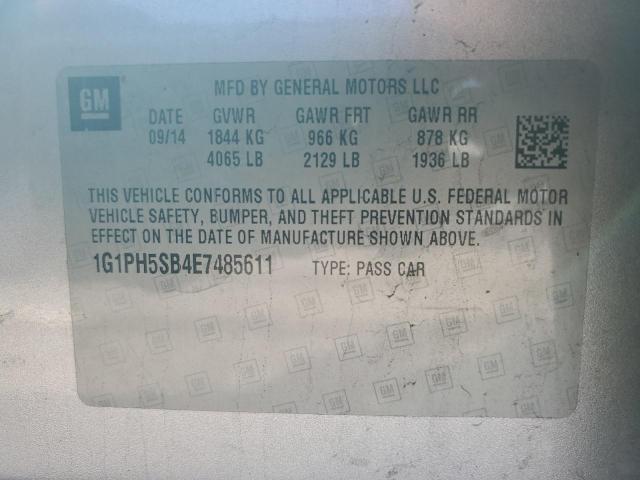 GM
MFD BY GENERAL MOTORS LLC
DATE GVWR GAWR FRT GAWR RR
09/14 1844 KG 966 KG 878 KG
4065 LB 2129 LB 1936 LB
THIS VEHICLE CONFORMS TO ALL APPLICABLE U.S. FEDERAL MOTOR
VEHICLE SAFETY, BUMPER, AND THEFT PREVENTION STANDARDS IN
EFFECT ON THE DATE OF MANUFACTURE SHOWN ABOVE.
1G1PH5SB4E7485611 TYPE: PASS CAR